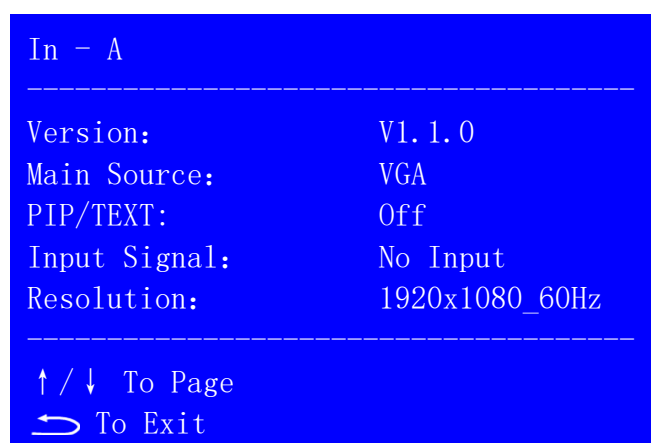 In - A
--------------------------------------
Version： V1.1.0
Main Source： VGA
PIP/TEXT: Off
Input Signal： No Input
Resolution： 1920x1080_60Hz
--------------------------------------
↑/↓ To Page
⮌ To Exit